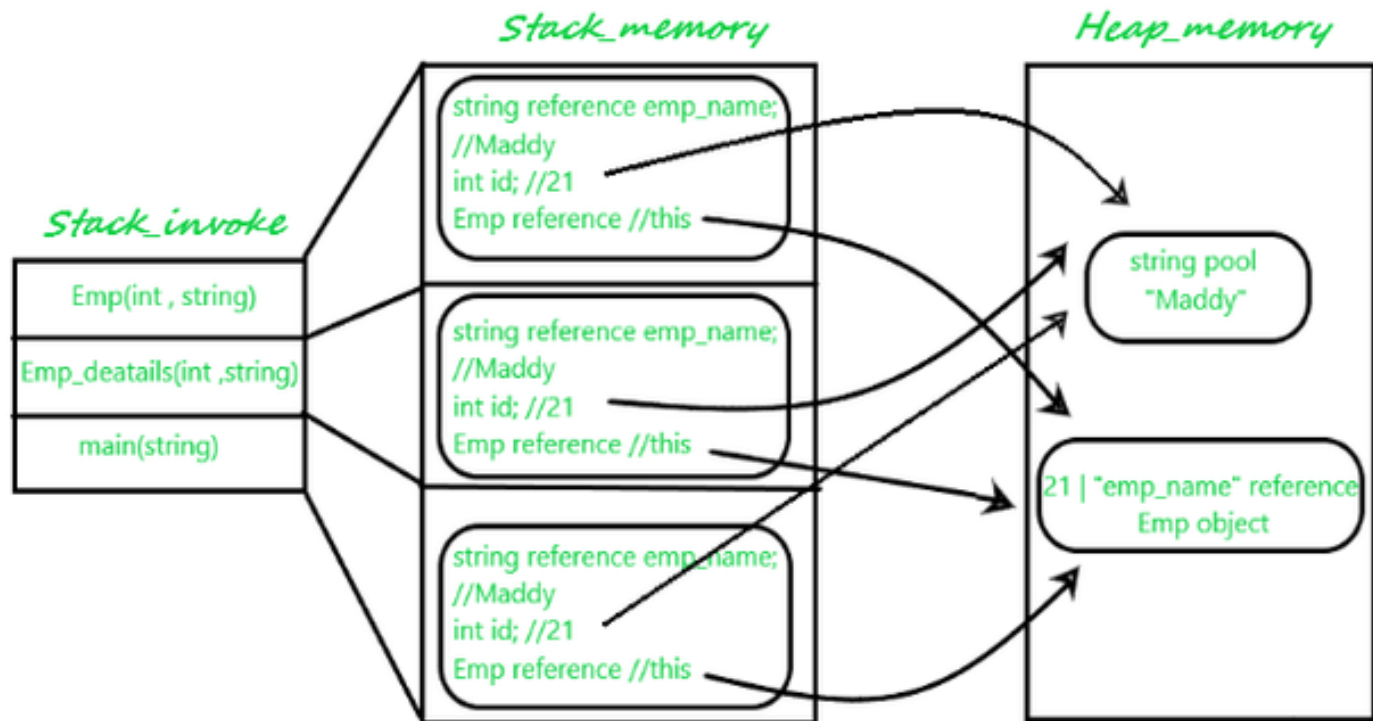 Stack_memory
Heap_memory
Stack_invoke
Emp(int , string)
Emp_deatails(int ,string)
main(string)
string reference emp_name;
//Maddy
int id; //21
Emp reference //this
string reference emp_name;
//Maddy
int id; //21
Emp reference //this
string reference emp_name;
//Maddy
int id; //21
Emp reference //this
string pool
"Maddy"
21 | "emp_name" reference
Emp object